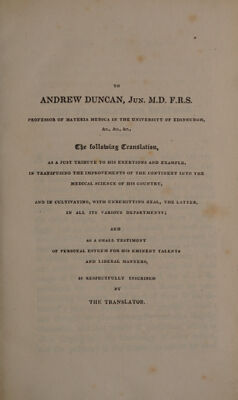 TO
ANDREW DUNCAN, JUN. M.D. F.R.S.
PROFESSOR OF MATERIA MEDICA IN THE UNIVERSITY OF EDINBURGH,
&c., &c., &c.,
The following Translation,
AS A JUST TRIBUTE TO HIS EXERTIONS AND EXAMPLE,
IN TRANSFUSING THE IMPROVEMENTS OF THE CONTINENT INTO THE
MEDICAL SCIENCE OF HIS COUNTRY,
AND IN CULTIVATING, WITH UNREMITTING ZEAL, THE LATTER,
IN ALL ITS VARIOUS DEPARTMENTS;
AND
AS A SMALL TESTIMONY
OF PERSONAL ESTEEM FOR HIS EMINENT TALENTS
AND LIBERAL MANNERS,
IS RESPECTFULLY INSCRIBED
BY
THE TRANSLATOR.